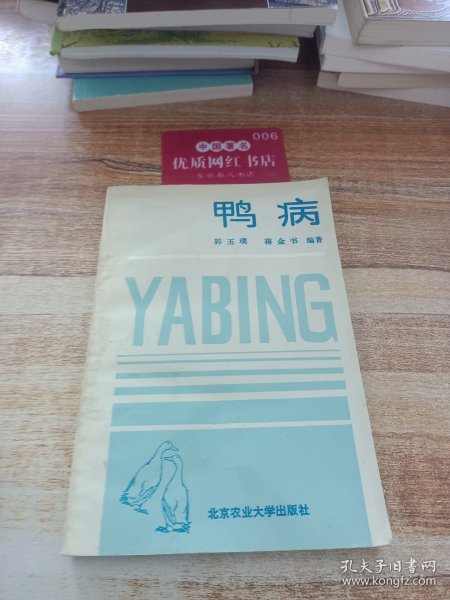 006
中国著名
优质网红书店
鸭病
郭玉璞 蒋金书 编著
YABING
北京农业大学出版社
孔夫子旧书网
www.kongfz.com